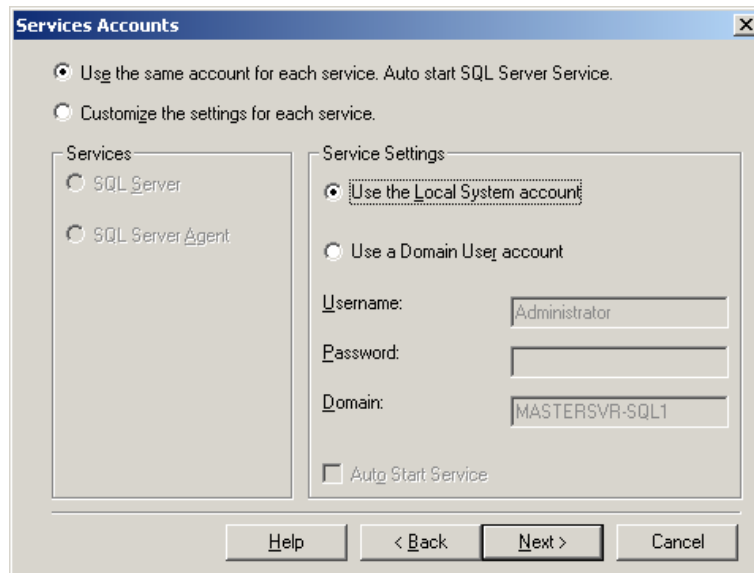 Services Accounts
Use the same account for each service. Auto start SQL Server Service.
Customize the settings for each service.
Services
SQL Server
SQL Server Agent
Service Settings
Use the Local System account
Use a Domain User account
Username:
Administrator
Password:
Domain:
MASTERSVR-SQL1
Auto Start Service
Help
< Back
Next >
Cancel